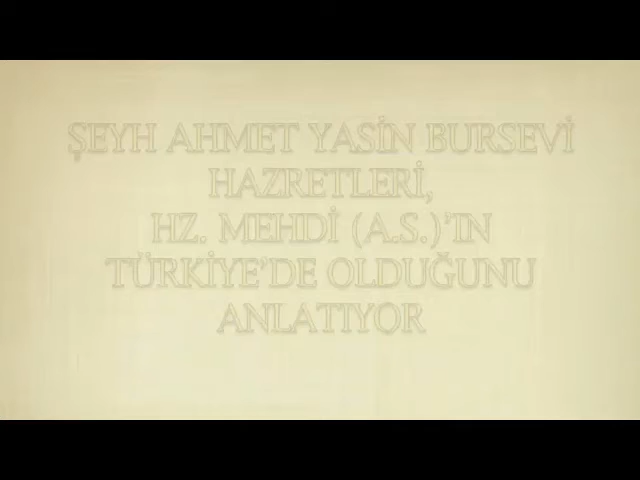 ŞEYH AHMET YASİN BURSEVİ
HAZRETLERİ,
HZ. MEHDİ (A.S.)'IN
TÜRKİYE'DE OLDUĞUNU
ANLATIYOR